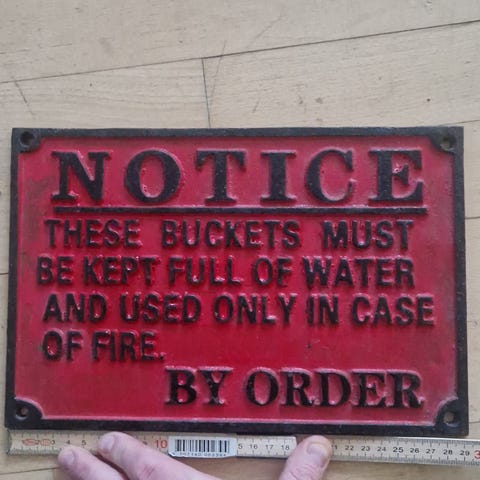 NOTICE
THESE BUCKETS MUST
BE KEPT FULL OF WATER
AND USED ONLY IN CASE
OF FIRE.
BY ORDER